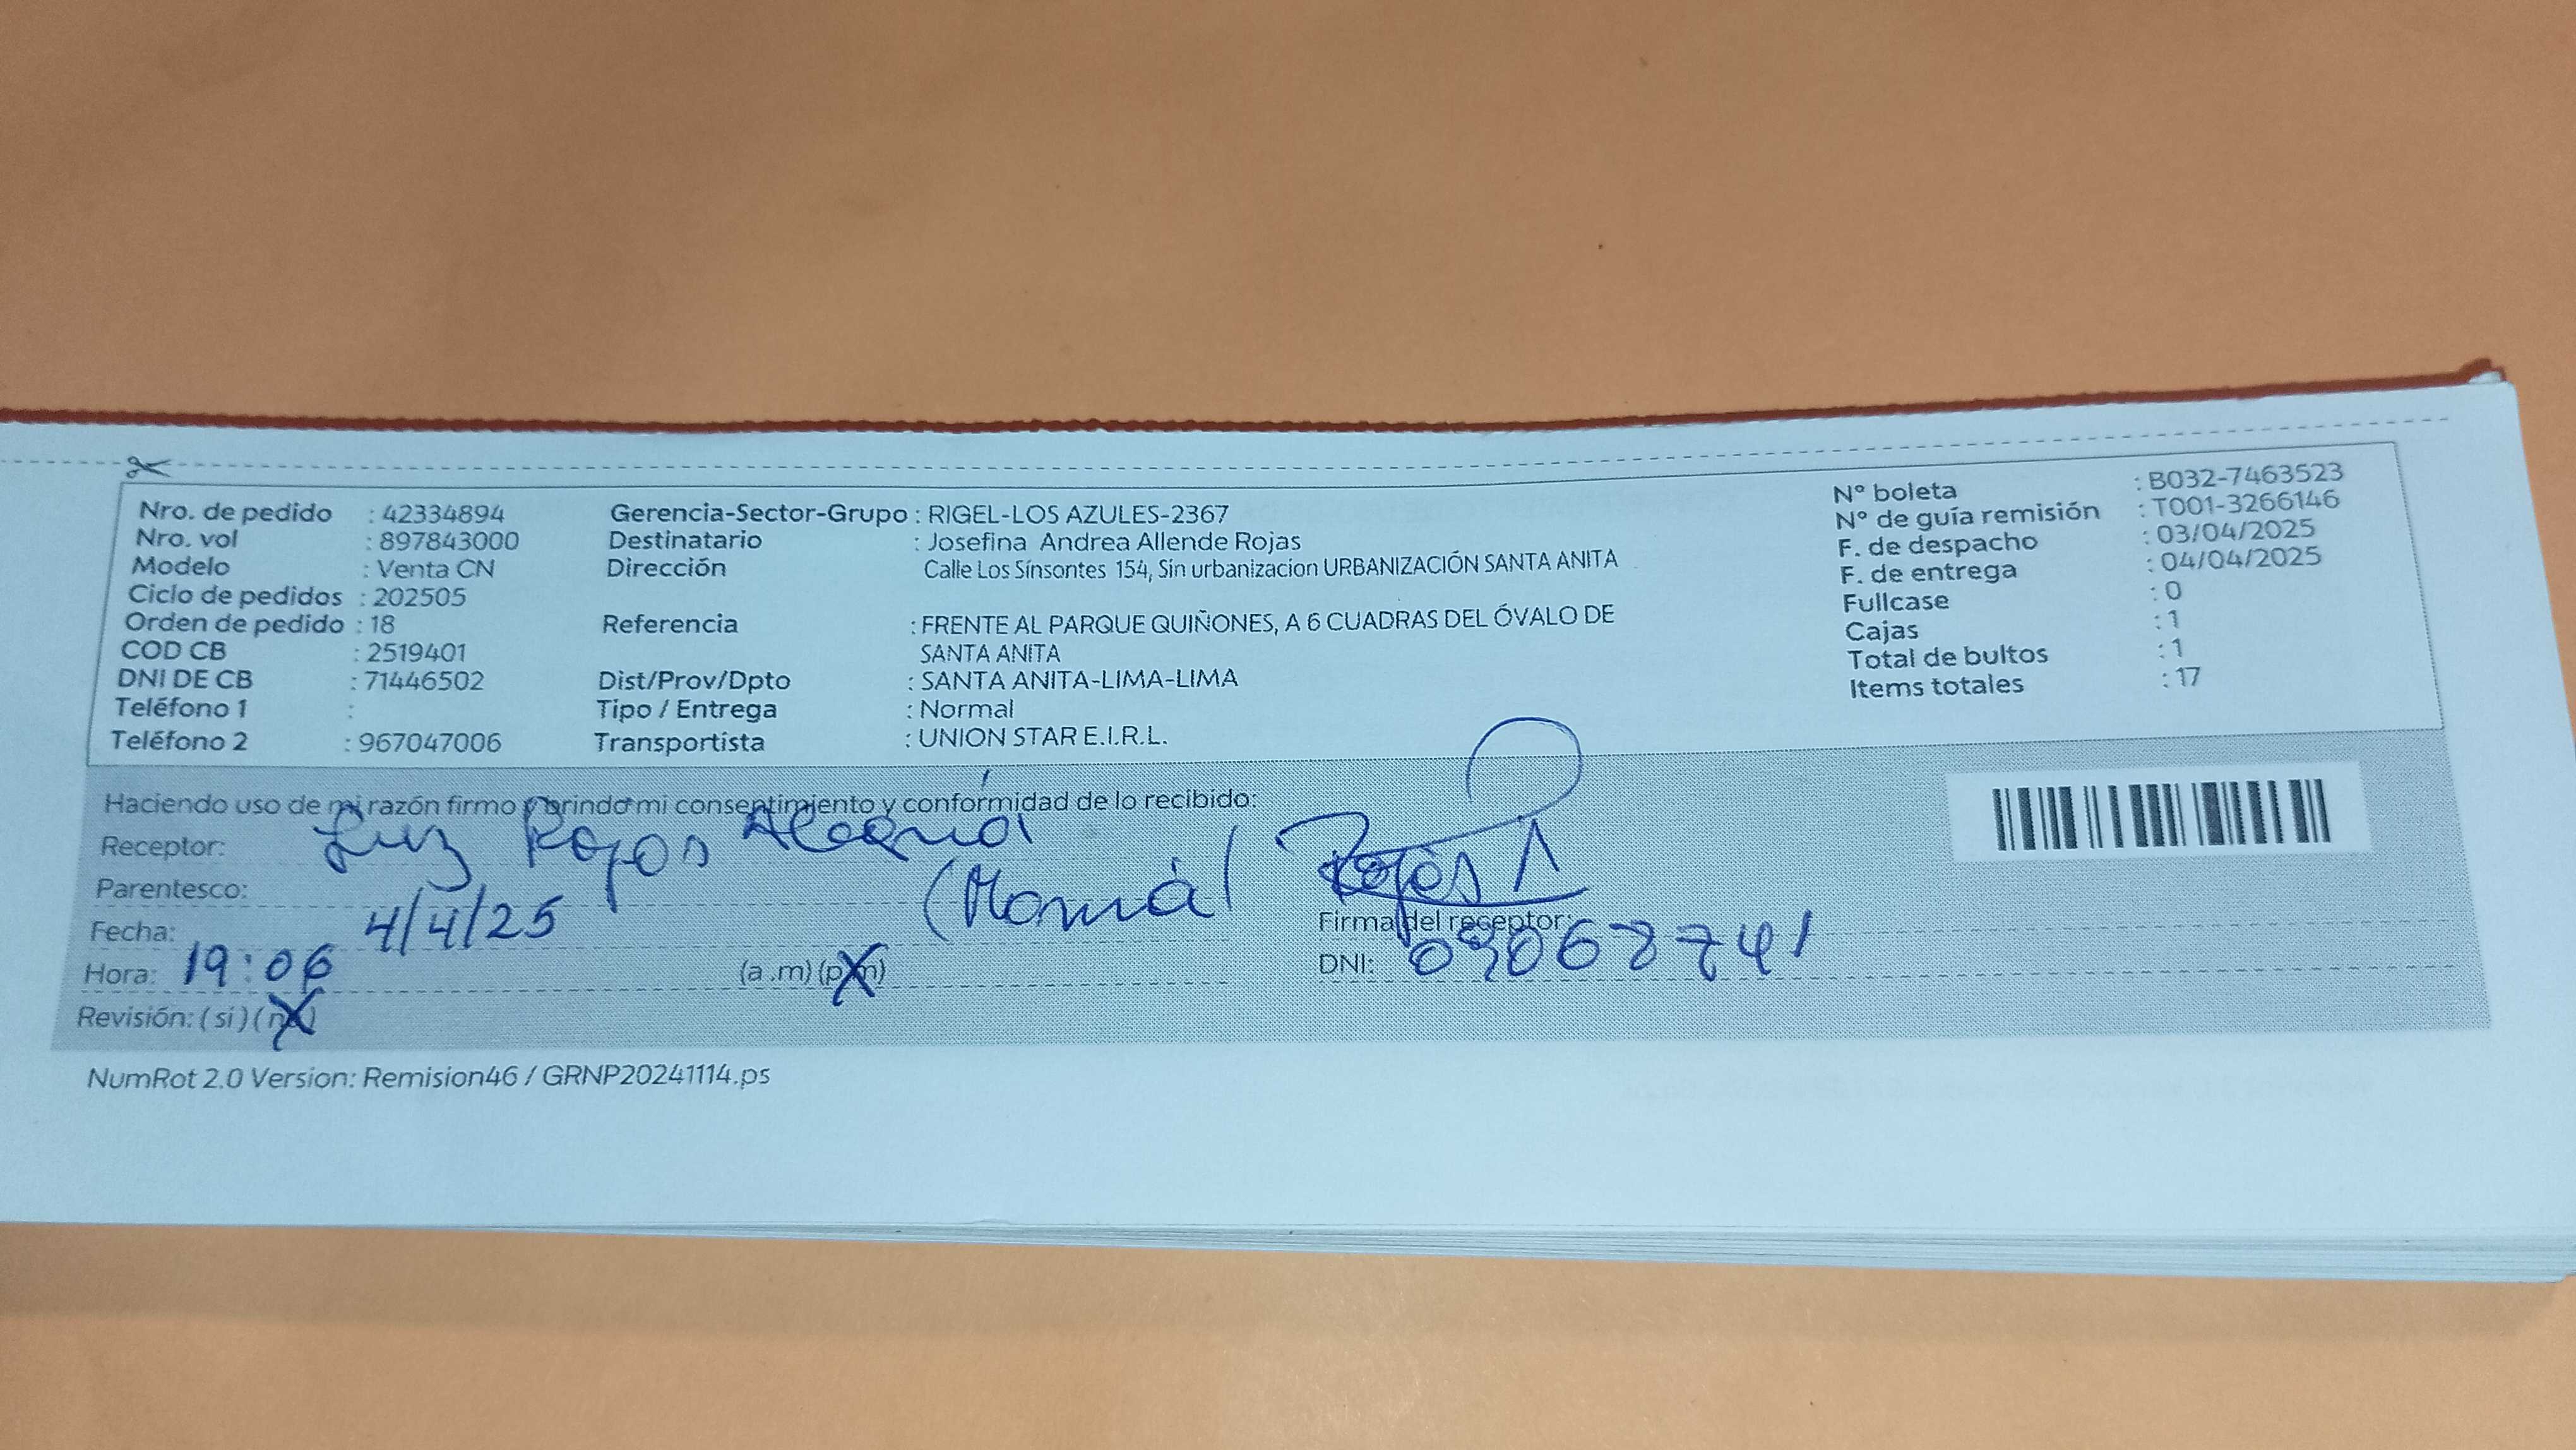 Nro. de pedido : 42334894
Nro. vol : 897843000
Modelo : Venta CN
Ciclo de pedidos : 202505
Orden de pedido : 18
COD CB : 2519401
DNI DE CB : 71446502
Teléfono 1 :
Teléfono 2 : 967047006
Gerencia-Sector-Grupo : RIGEL-LOS AZULES-2367
Destinatario : Josefina Andrea Allende Rojas
Dirección Calle Los Sínsontes 154, Sin urbanizacion URBANIZACIÓN SANTA ANITA
Referencia : FRENTE AL PARQUE QUIÑONES, A 6 CUADRAS DEL ÓVALO DE
SANTA ANITA
Dist/Prov/Dpto : SANTA ANITA-LIMA-LIMA
Tipo / Entrega : Normal
Transportista : UNION STAR E.I.R.L.
Nº boleta : B032-7463523
Nº de guía remisión : T001-3266146
F. de despacho : 03/04/2025
F. de entrega : 04/04/2025
Fullcase : 0
Cajas : 1
Total de bultos : 1
Items totales : 17
Haciendo uso de mi razón firmo y brindo mi consentimiento y conformidad de lo recibido:
Receptor: Luz Rojas
Parentesco: (Mamá)
Fecha: 4/4/25
Hora: 19:06 (a .m) (p.m)
Revisión: (si) (no)
Rojas
Firma del receptor:
DNI: 09068741
NumRot 2.0 Version: Remision46 / GRNP20241114.ps